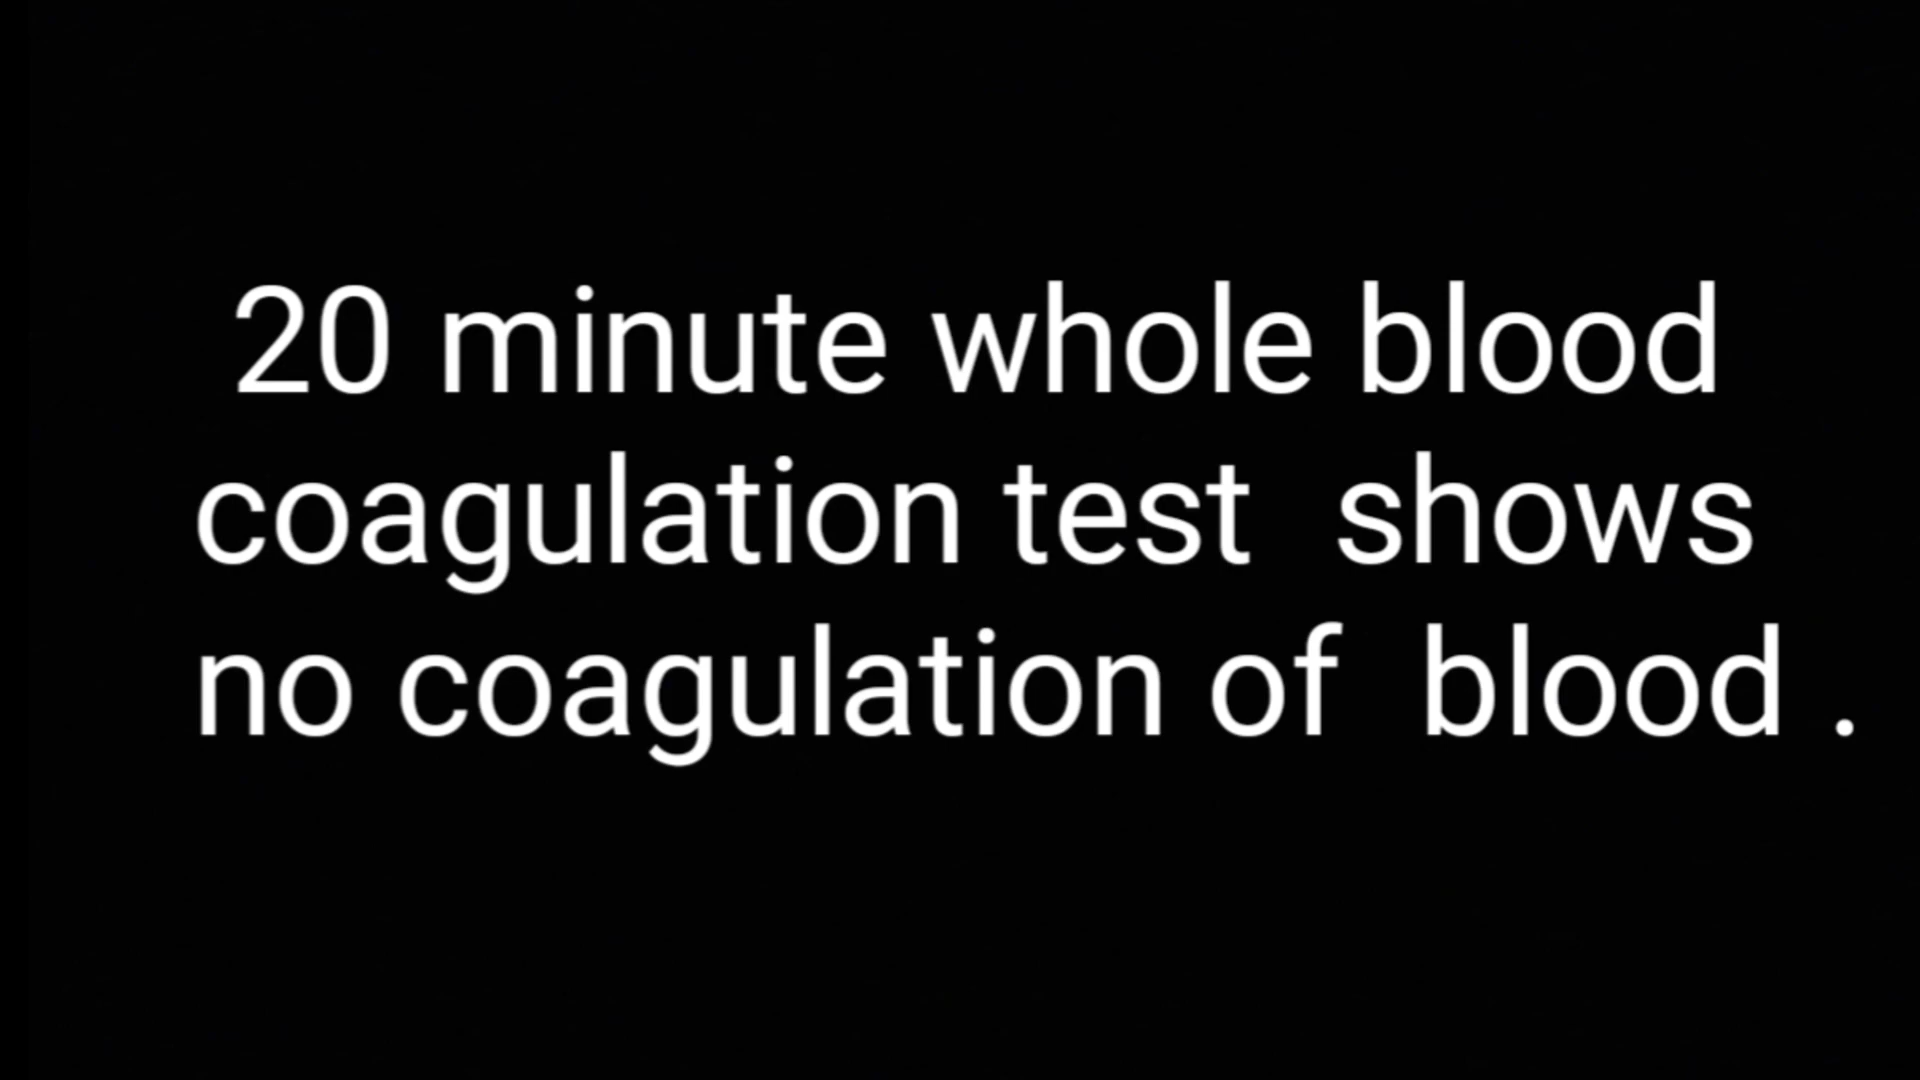 20 minute whole blood
coagulation test shows
no coagulation of blood .